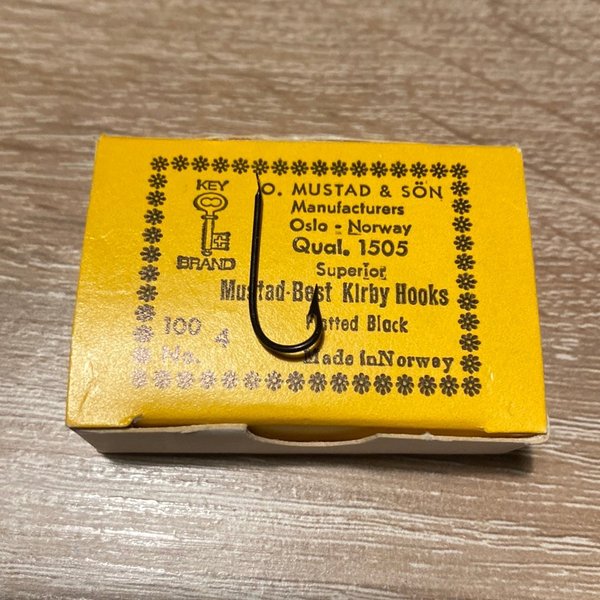 KEY
BRAND
O. MUSTAD & SÖN
Manufacturers
Oslo - Norway
Qual. 1505
Superior
Mustad-Best Kirby Hooks
Black
100
No. 4
Made in Norway